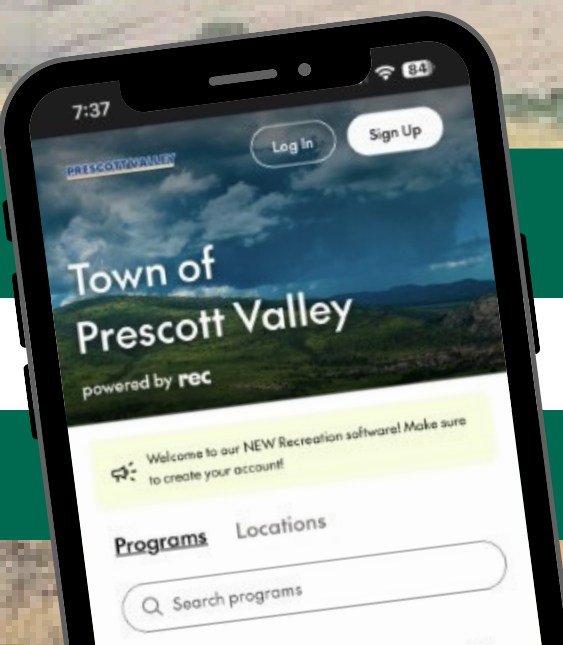 7:37
84
Log In
Sign Up
PRESCOTT VALLEY
Town of
Prescott Valley
powered by rec
Welcome to our NEW Recreation software! Make sure
to create your account!
Programs
Locations
Search programs